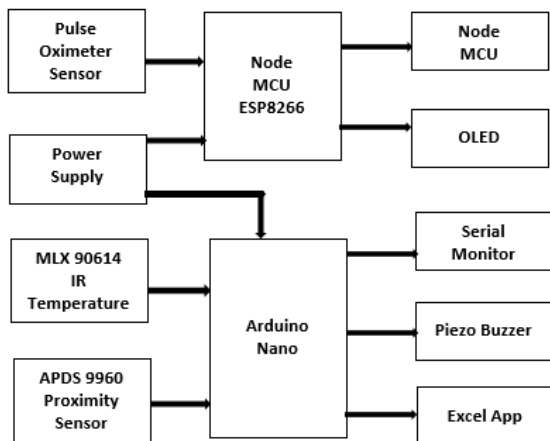 Pulse
Oximeter
Sensor
Node
MCU
ESP8266
Node
MCU
OLED
Power
Supply
MLX 90614
IR
Temperature
Arduino
Nano
Serial
Monitor
Piezo Buzzer
APDS 9960
Proximity
Sensor
Excel App